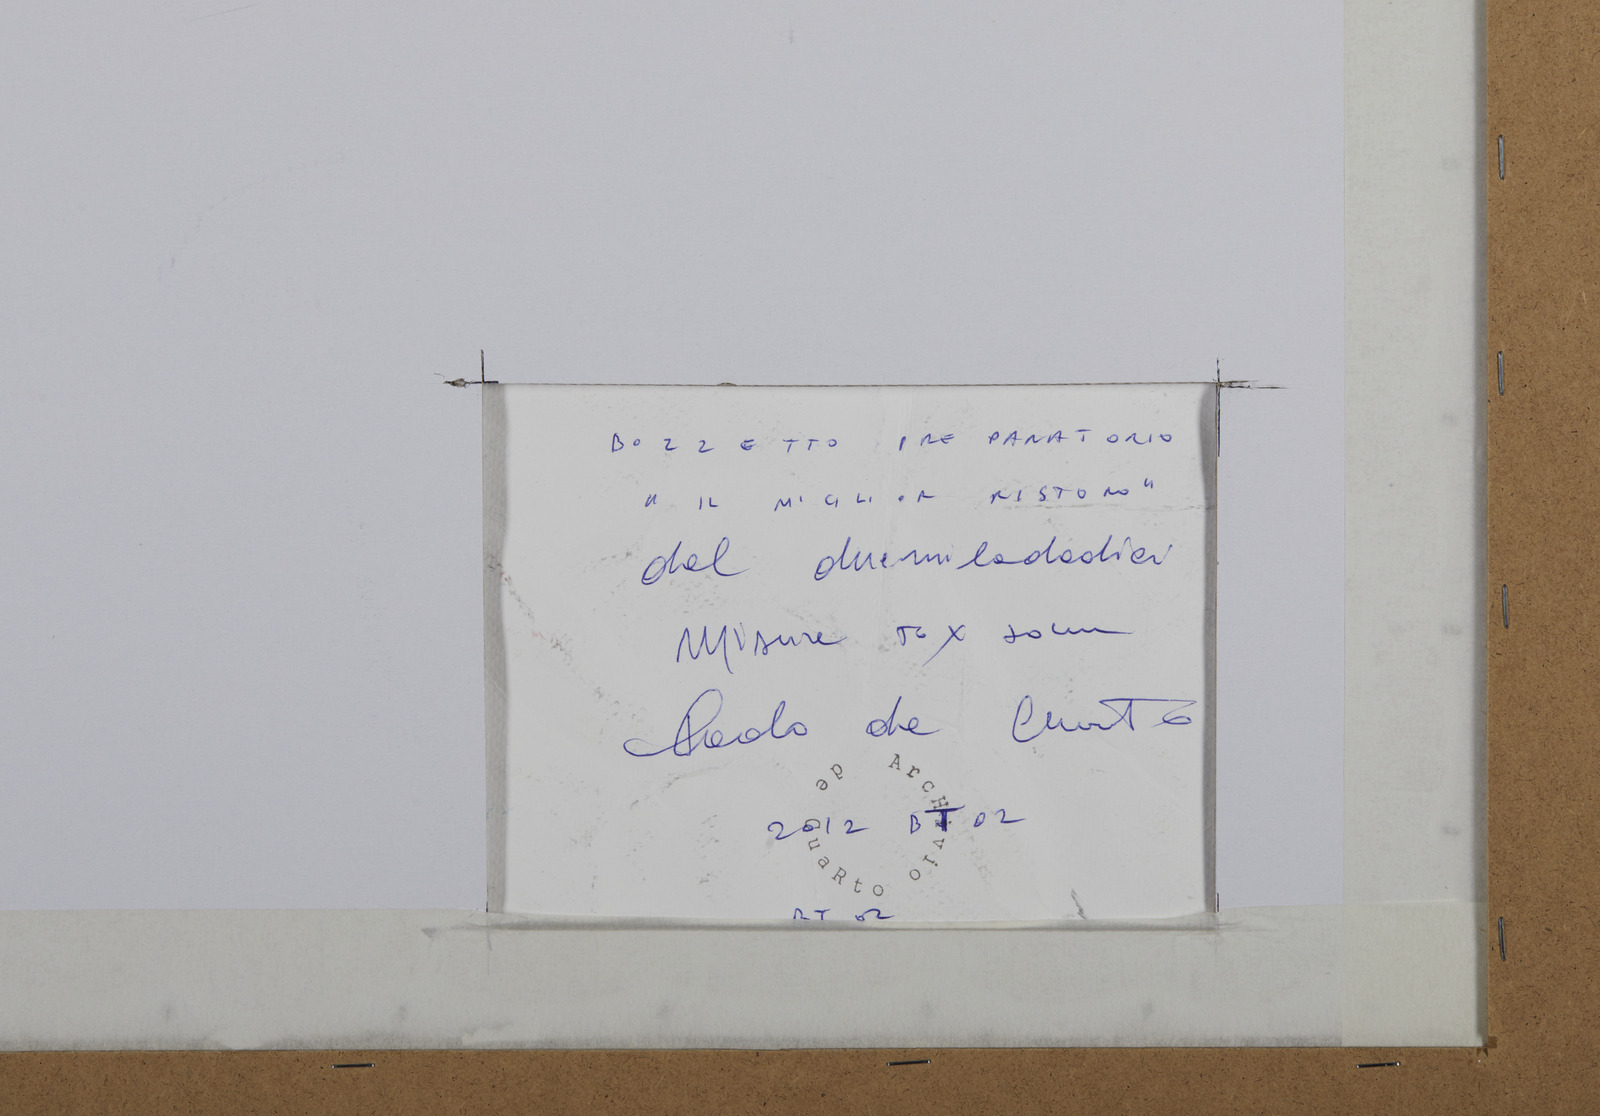 BOZZETTO PREPARATORIO
"IL MIGLIOR RISTORO"
del duemiladodici
Misure 70 x
Paolo de Cuarto
Archivio de Quarto
2012 BT 02
BT 02